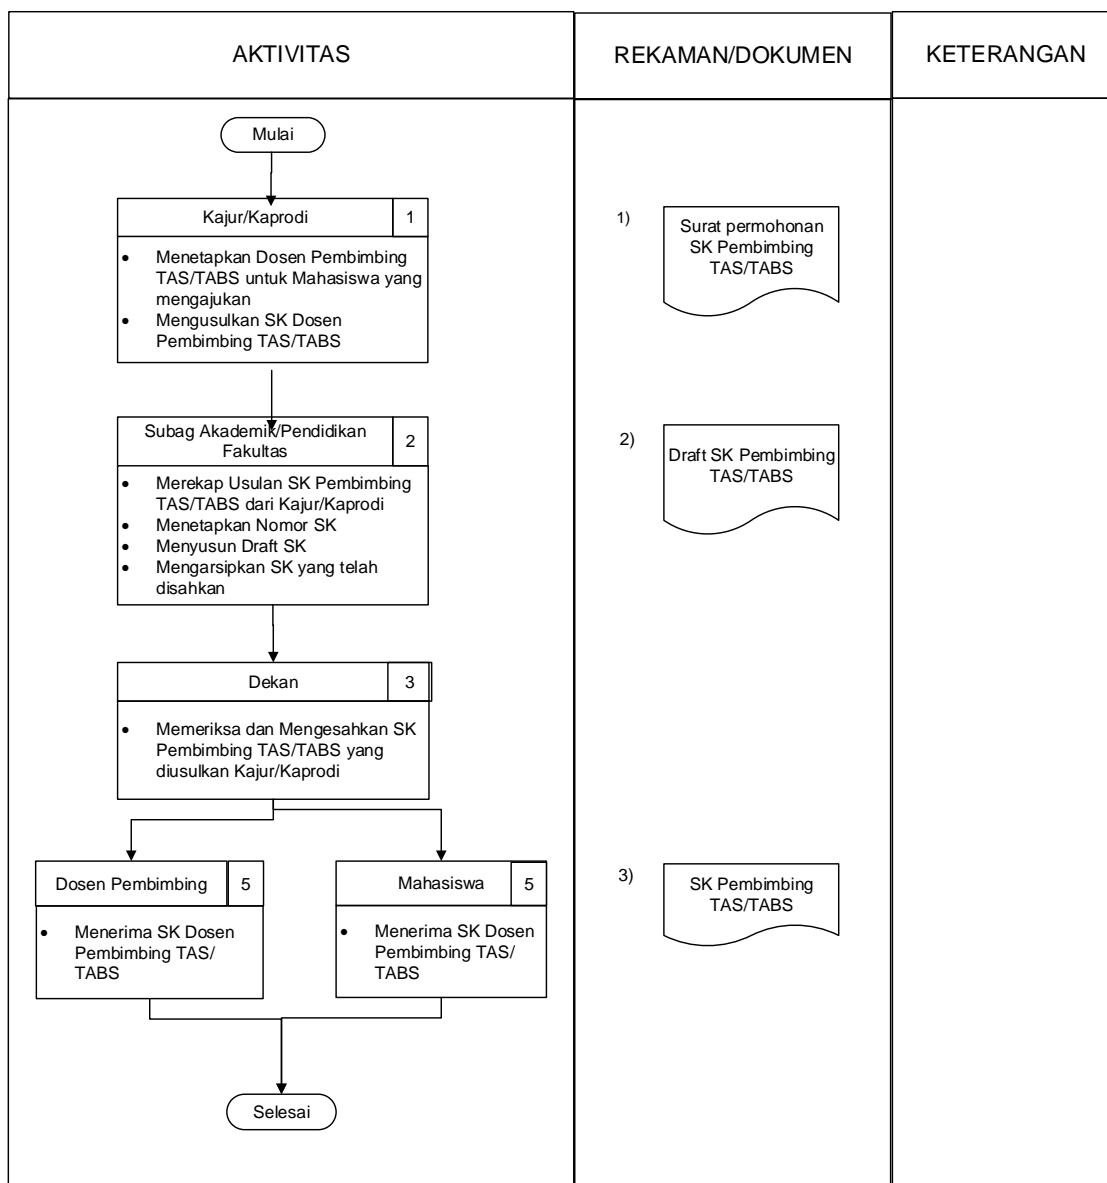 AKTIVITAS
REKAMAN/DOKUMEN
KETERANGAN
Mulai
Kajur/Kaprodi
1
• Menetapkan Dosen Pembimbing
TAS/TABS untuk Mahasiswa yang
mengajukan
• Mengusulkan SK Dosen
Pembimbing TAS/TABS
1)
Surat permohonan
SK Pembimbing
TAS/TABS
Subag Akademik/Pendidikan
Fakultas
2
• Merekap Usulan SK Pembimbing
TAS/TABS dari Kajur/Kaprodi
• Menetapkan Nomor SK
• Menyusun Draft SK
• Mengarsipkan SK yang telah
disahkan
2)
Draft SK Pembimbing
TAS/TABS
Dekan
3
• Memeriksa dan Mengesahkan SK
Pembimbing TAS/TABS yang
diusulkan Kajur/Kaprodi
Dosen Pembimbing
5
• Menerima SK Dosen
Pembimbing TAS/
TABS
Mahasiswa
5
• Menerima SK Dosen
Pembimbing TAS/
TABS
3)
SK Pembimbing
TAS/TABS
Selesai